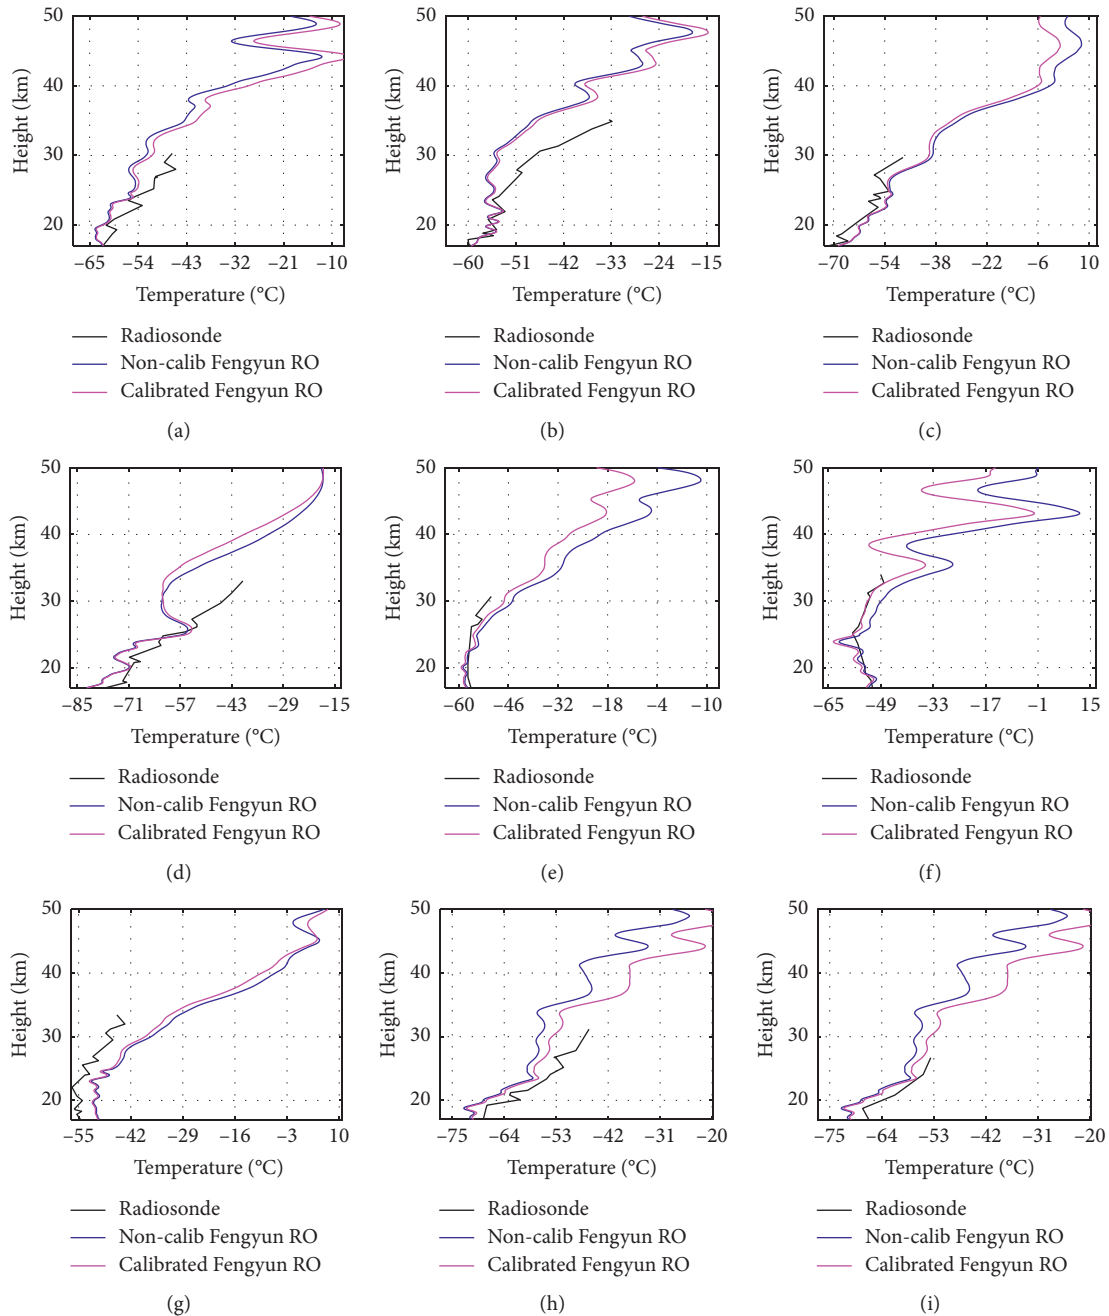 50
40
30
20
Height (km)
–65 –54 –43 –32 –21 –10
Temperature (°C)
Radiosonde
Non-calib Fengyun RO
Calibrated Fengyun RO
(a)
50
40
30
20
Height (km)
–60 –51 –42 –33 –24 –15
Temperature (°C)
Radiosonde
Non-calib Fengyun RO
Calibrated Fengyun RO
(b)
50
40
30
20
Height (km)
–70 –54 –38 –22 –6 10
Temperature (°C)
Radiosonde
Non-calib Fengyun RO
Calibrated Fengyun RO
(c)
50
40
30
20
Height (km)
–85 –71 –57 –43 –29 –15
Temperature (°C)
Radiosonde
Non-calib Fengyun RO
Calibrated Fengyun RO
(d)
50
40
30
20
Height (km)
–60 –46 –32 –18 –4 –10
Temperature (°C)
Radiosonde
Non-calib Fengyun RO
Calibrated Fengyun RO
(e)
50
40
30
20
Height (km)
–65 –49 –33 –17 –1 15
Temperature (°C)
Radiosonde
Non-calib Fengyun RO
Calibrated Fengyun RO
(f)
50
40
30
20
Height (km)
–55 –42 –29 –16 –3 10
Temperature (°C)
Radiosonde
Non-calib Fengyun RO
Calibrated Fengyun RO
(g)
50
40
30
20
Height (km)
–75 –64 –53 –42 –31 –20
Temperature (°C)
Radiosonde
Non-calib Fengyun RO
Calibrated Fengyun RO
(h)
50
40
30
20
Height (km)
–75 –64 –53 –42 –31 –20
Temperature (°C)
Radiosonde
Non-calib Fengyun RO
Calibrated Fengyun RO
(i)